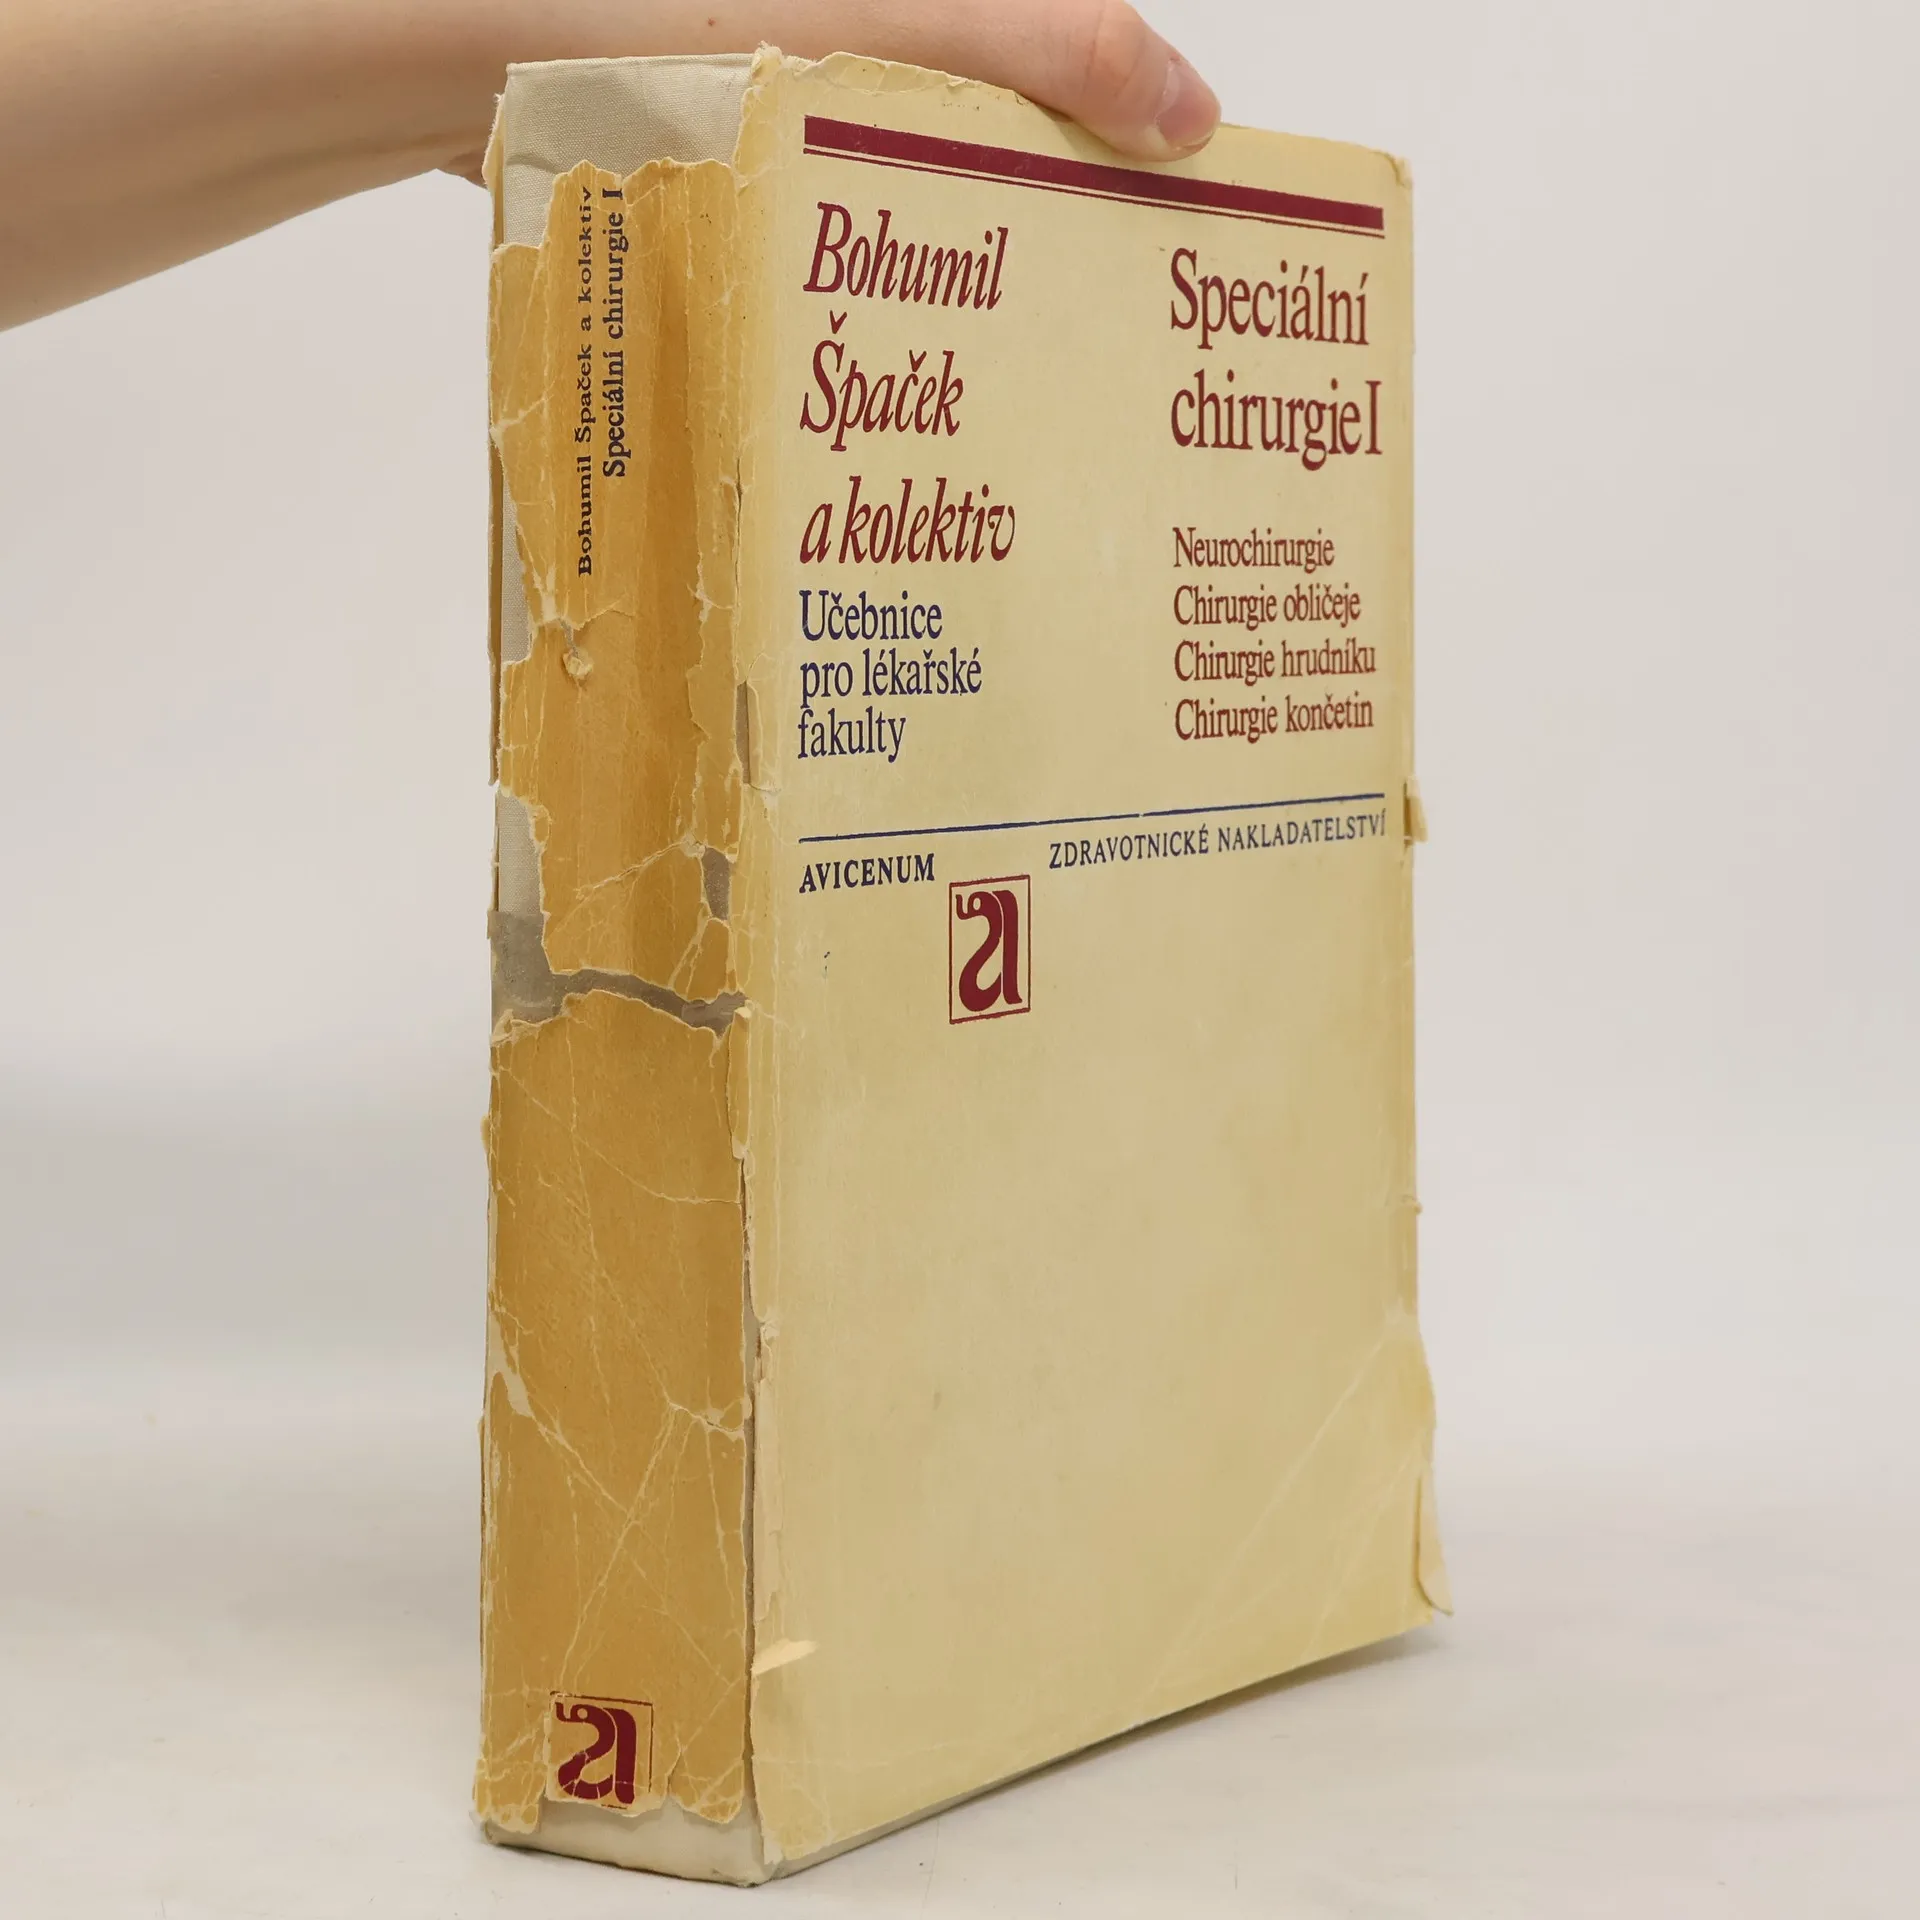 Bohumil Špaček a kolektiv
Speciální chirurgie I
Bohumil
Špaček
a kolektiv
Učebnice
pro lékařské
fakulty
Speciální
chirurgie I
Neurochirurgie
Chirurgie obličeje
Chirurgie hrudníku
Chirurgie končetin
AVICENUM
ZDRAVOTNICKÉ NAKLADATELSTVÍ
a
a